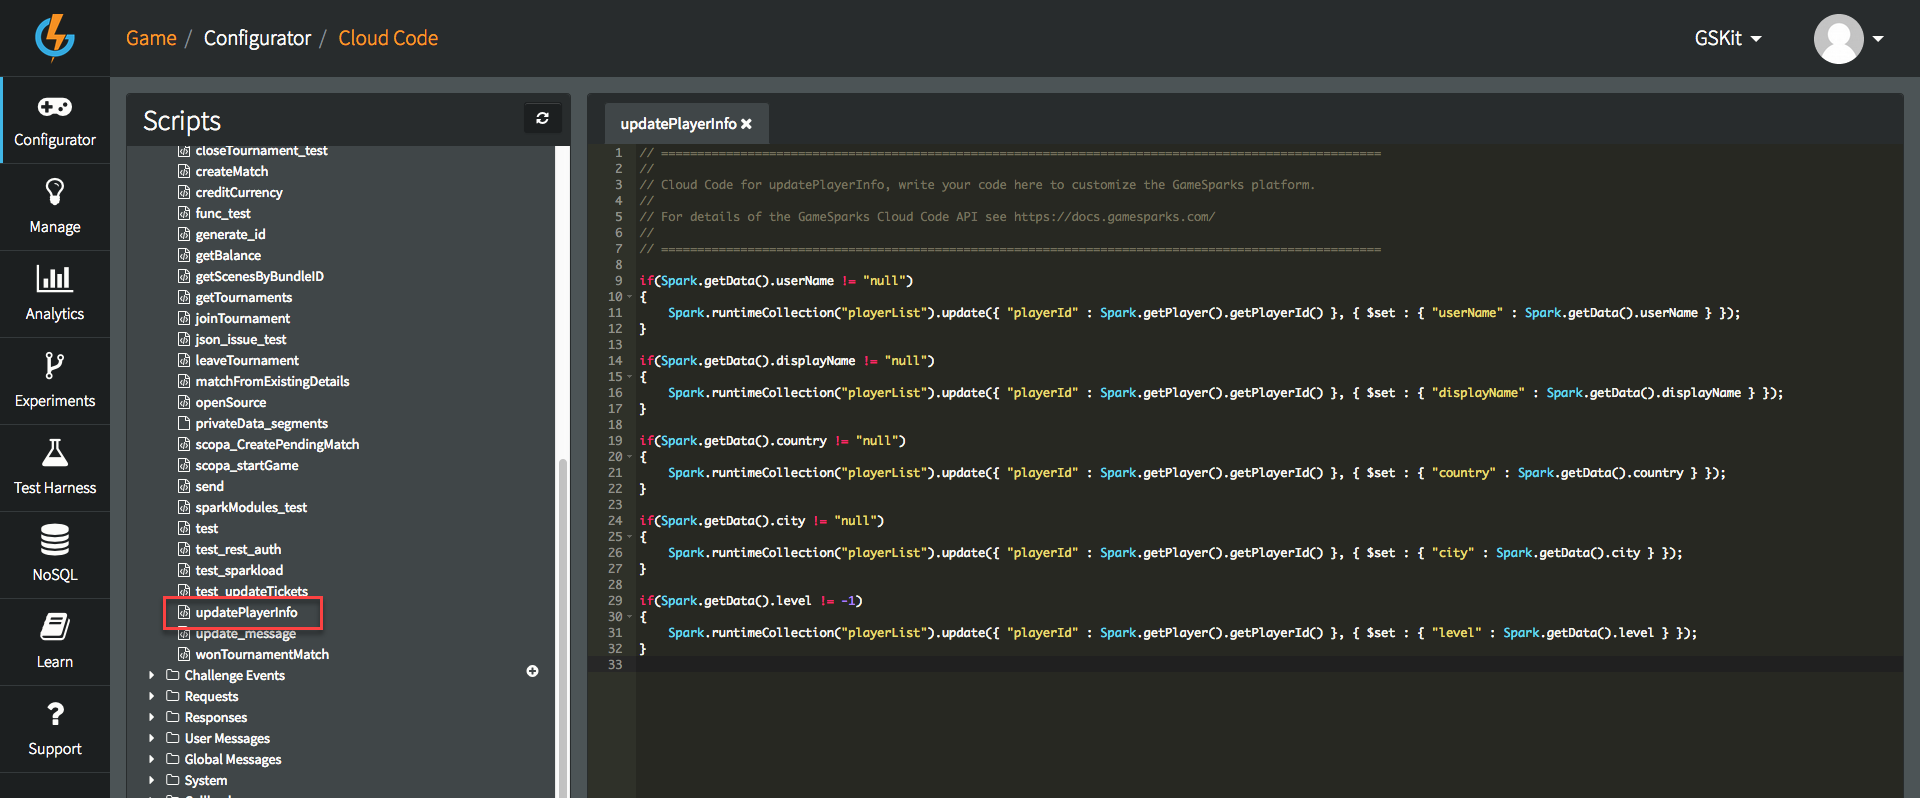 Game / Configurator / Cloud Code
GSKit
Configurator
Manage
Analytics
Experiments
Test Harness
NoSQL
Learn
Support
Scripts
closeTournament_test
createMatch
creditCurrency
func_test
generate_id
getBalance
getScenesByBundleID
getTournaments
joinTournament
json_issue_test
leaveTournament
matchFromExistingDetails
openSource
privateData_segments
scopa_CreatePendingMatch
scopa_startGame
send
sparkModules_test
test
test_rest_auth
test_sparkload
test_updateTickets
updatePlayerInfo
update_message
wonTournamentMatch
Challenge Events
Requests
Responses
User Messages
Global Messages
System
updatePlayerInfo
1 // ====================================================================================================
2 //
3 // Cloud Code for updatePlayerInfo, write your code here to customize the GameSparks platform.
4 //
5 // For details of the GameSparks Cloud Code API see https://docs.gamesparks.com/
6 //
7 // ====================================================================================================
8
9 if(Spark.getData().userName != "null")
10 {
11 Spark.runtimeCollection("playerList").update({ "playerId" : Spark.getPlayer().getPlayerId() }, { $set : { "userName" : Spark.getData().userName } });
12 }
13
14 if(Spark.getData().displayName != "null")
15 {
16 Spark.runtimeCollection("playerList").update({ "playerId" : Spark.getPlayer().getPlayerId() }, { $set : { "displayName" : Spark.getData().displayName } });
17 }
18
19 if(Spark.getData().country != "null")
20 {
21 Spark.runtimeCollection("playerList").update({ "playerId" : Spark.getPlayer().getPlayerId() }, { $set : { "country" : Spark.getData().country } });
22 }
23
24 if(Spark.getData().city != "null")
25 {
26 Spark.runtimeCollection("playerList").update({ "playerId" : Spark.getPlayer().getPlayerId() }, { $set : { "city" : Spark.getData().city } });
27 }
28
29 if(Spark.getData().level != -1)
30 {
31 Spark.runtimeCollection("playerList").update({ "playerId" : Spark.getPlayer().getPlayerId() }, { $set : { "level" : Spark.getData().level } });
32 }
33